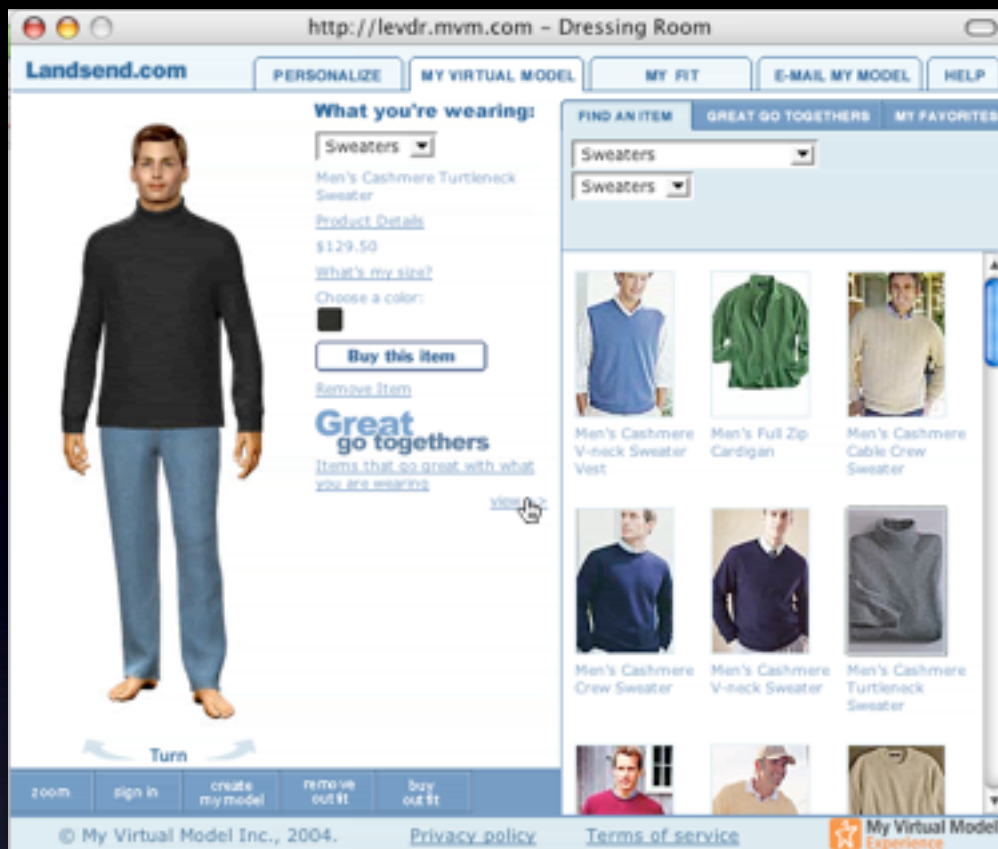 http://levdr.mvm.com – Dressing Room
Landsend.com
PERSONALIZE
MY VIRTUAL MODEL
MY FIT
E-MAIL MY MODEL
HELP
What you're wearing:
Sweaters
Men's Cashmere Turtleneck
Sweater
Product Details
$129.50
What's my size?
Choose a color:
Buy this item
Remove Item
Great
go togethers
Items that go great with what
you are wearing
view
Turn
zoom
sign in
create
my model
remove
outfit
buy
outfit
FIND AN ITEM
GREAT GO TOGETHERS
MY FAVORITES
Sweaters
Sweaters
Men's Cashmere
V-neck Sweater
Vest
Men's Full Zip
Cardigan
Men's Cashmere
Cable Crew
Sweater
Men's Cashmere
Crew Sweater
Men's Cashmere
V-neck Sweater
Men's Cashmere
Turtleneck
Sweater
© My Virtual Model Inc., 2004.
Privacy policy
Terms of service
My Virtual Model
Experience